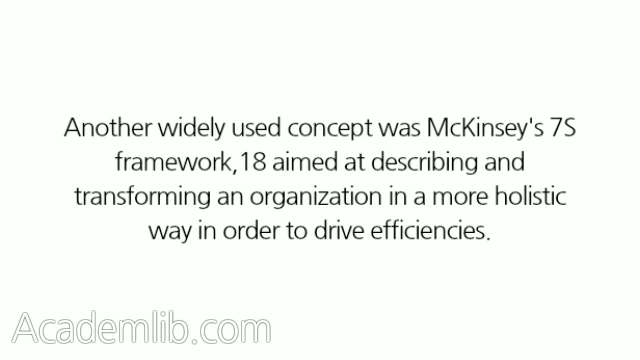 Another widely used concept was McKinsey's 7S
framework,18 aimed at describing and
transforming an organization in a more holistic
way in order to drive efficiencies.
Academlib.com